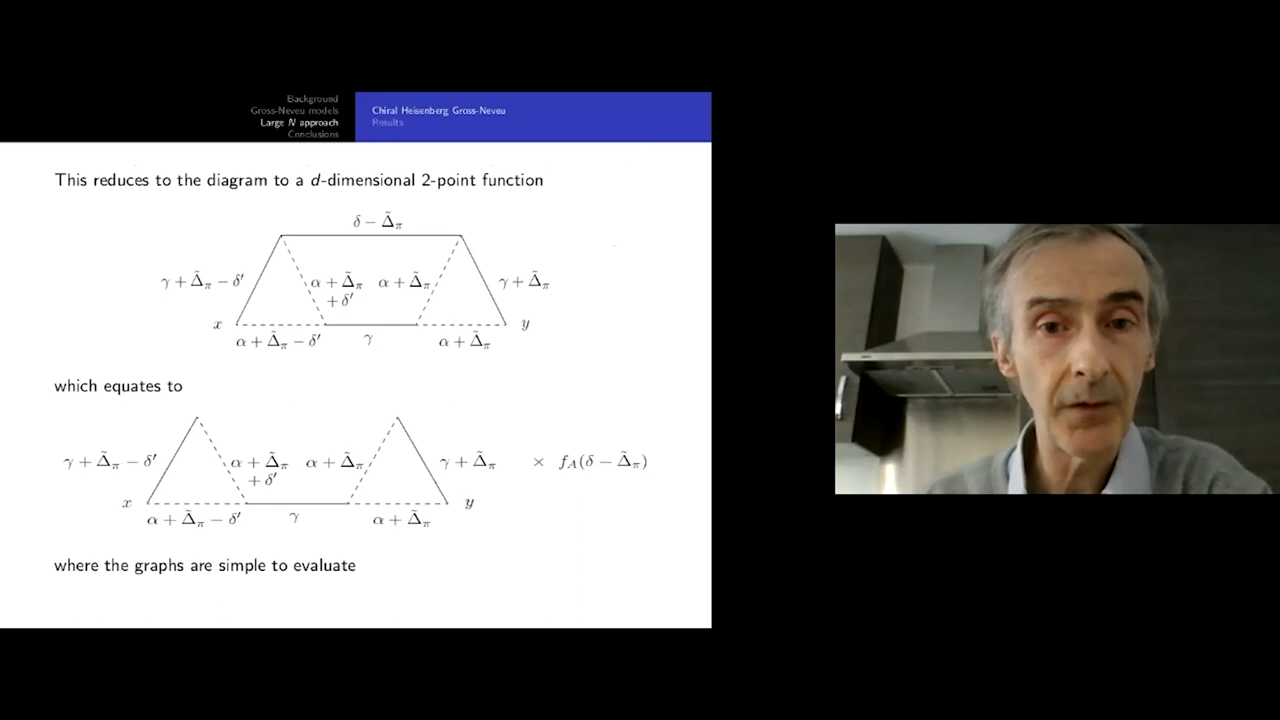 Background
Gross-Neveu models
Large N approach
Conclusions
Chiral Heisenberg Gross-Neveu
Results
This reduces to the diagram to a d-dimensional 2-point function
δ − Δ̃π
γ + Δ̃π − δ′
α + Δ̃π
+ δ′
α + Δ̃π
γ + Δ̃π
x
y
α + Δ̃π − δ′
γ
α + Δ̃π
which equates to
γ + Δ̃π − δ′
α + Δ̃π
+ δ′
α + Δ̃π
γ + Δ̃π
× fA(δ − Δ̃π)
x
y
α + Δ̃π − δ′
γ
α + Δ̃π
where the graphs are simple to evaluate